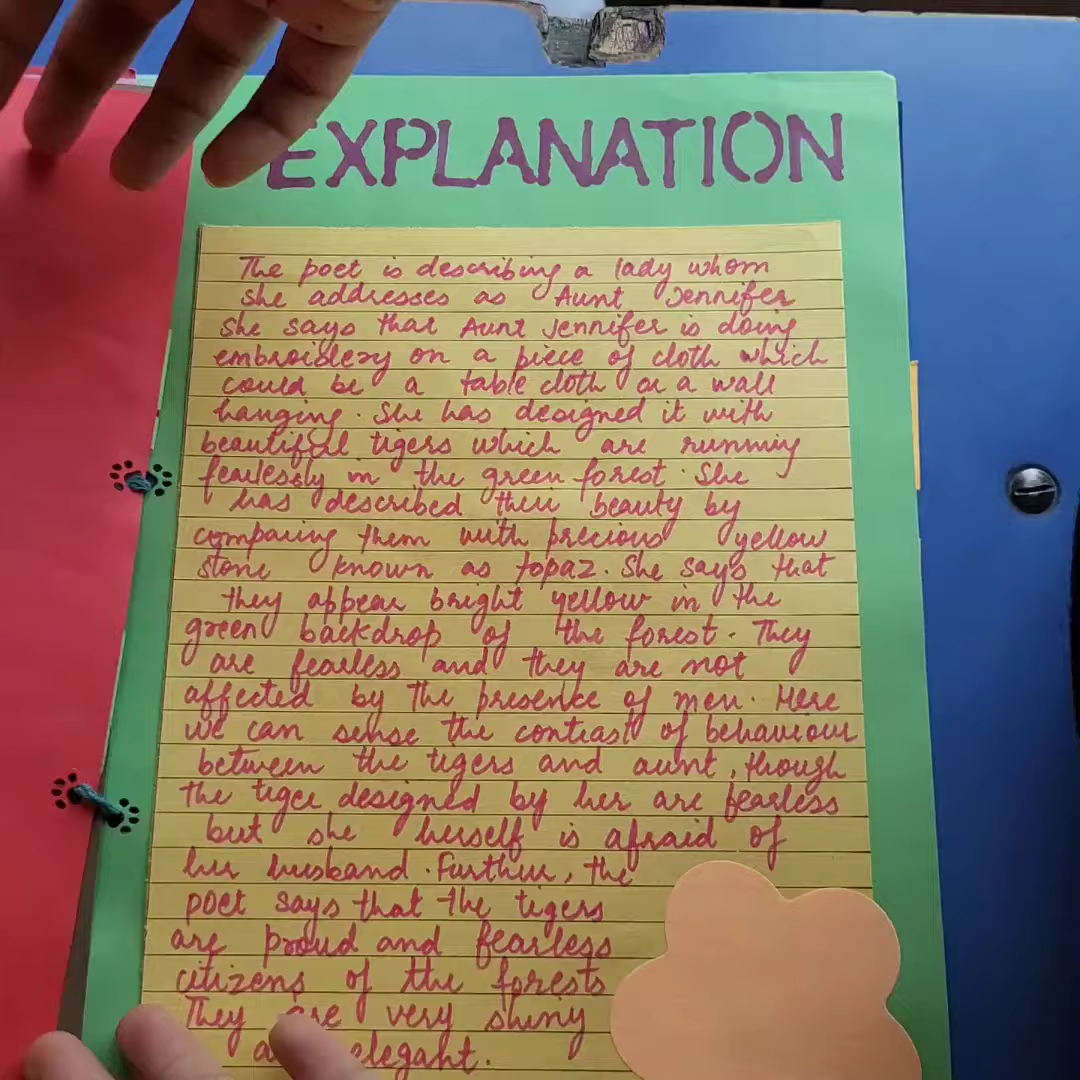 EXPLANATION
The poet is describing a lady whom
she addresses as Aunt Jennifer
She says that Aunt Jennifer is doing
embroidery on a piece of cloth which
could be a table cloth or a wall
hanging. She has designed it with
beautiful tigers which are running
fearlessly in the green forest. She
has described their beauty by
comparing them with precious yellow
stone known as topaz. She says that
they appear bright yellow in the
green backdrop of the forest. They
are fearless and they are not
affected by the presence of men. Here
we can sense the contrast of behaviour
between the tigers and aunt, though
the tiger designed by her are fearless
but she herself is afraid of
her husband. Further, the
poet says that the tigers
are proud and fearless
citizens of the forests
They are very shiny
elegant.